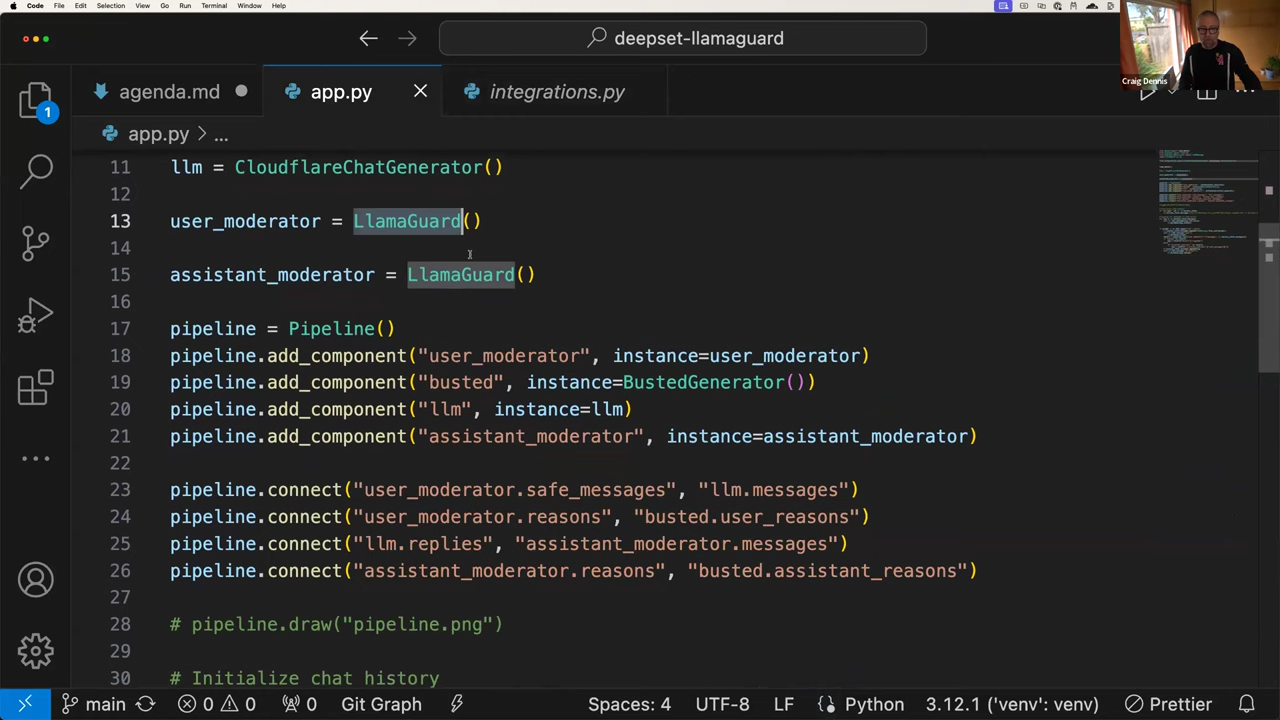 Code File Edit Selection View Go Run Terminal Window Help
deepset-llamaguard
Craig Dennis
agenda.md
app.py
integrations.py
app.py > ...
1
11 llm = CloudflareChatGenerator()
12
13 user_moderator = LlamaGuard()
14
15 assistant_moderator = LlamaGuard()
16
17 pipeline = Pipeline()
18 pipeline.add_component("user_moderator", instance=user_moderator)
19 pipeline.add_component("busted", instance=BustedGenerator())
20 pipeline.add_component("llm", instance=llm)
21 pipeline.add_component("assistant_moderator", instance=assistant_moderator)
22
23 pipeline.connect("user_moderator.safe_messages", "llm.messages")
24 pipeline.connect("user_moderator.reasons", "busted.user_reasons")
25 pipeline.connect("llm.replies", "assistant_moderator.messages")
26 pipeline.connect("assistant_moderator.reasons", "busted.assistant_reasons")
27
28 # pipeline.draw("pipeline.png")
29
30 # Initialize chat history
main 0 0 0 Git Graph Spaces: 4 UTF-8 LF Python 3.12.1 ('venv': venv) Prettier